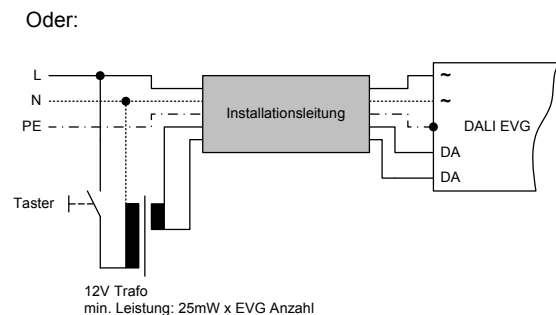 Oder:
L
N
PE
Installationsleitung
~
~
DALI EVG
DA
DA
Taster
12V Trafo
min. Leistung: 25mW x EVG Anzahl